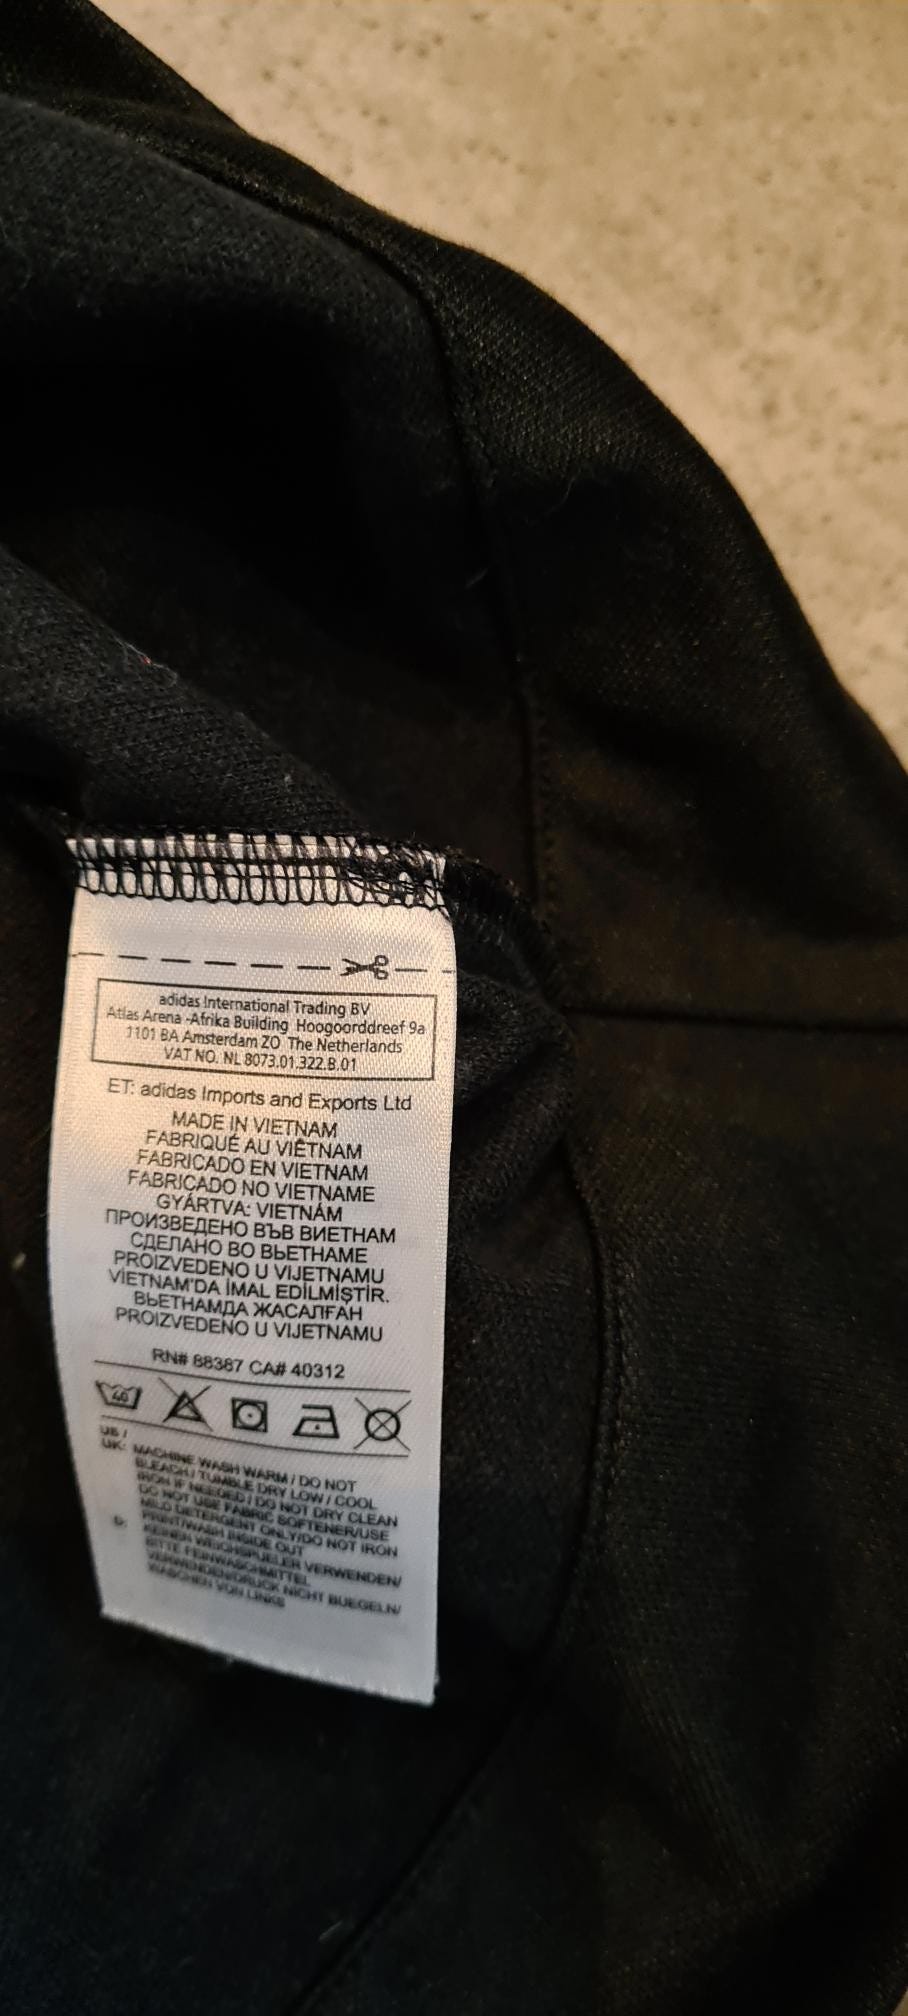 adidas International Trading BV
Atlas Arena -Afrika Building Hoogoorddreef 9a
1101 BA Amsterdam ZO The Netherlands
VAT NO. NL 8073.01.322.B.01
ET: adidas Imports and Exports Ltd
MADE IN VIETNAM
FABRIQUÉ AU VIÊTNAM
FABRICADO EN VIETNAM
FABRICADO NO VIETNAME
GYÁRTVA: VIETNÁM
ПРОИЗВЕДЕНО ВЪВ ВИЕТНАМ
СДЕЛАНО ВО ВЬЕТНАМЕ
PROIZVEDENO U VIJETNAMU
VİETNAM'DA İMAL EDİLMİŞTİR.
ВЬЕТНАМДА ЖАСАЛҒАН
PROIZVEDENO U VIJETNAMU
RN# 88387 CA# 40312
40
US /
UK: MACHINE WASH WARM / DO NOT
BLEACH / TUMBLE DRY LOW / COOL
IRON IF NEEDED / DO NOT DRY CLEAN
DO NOT USE FABRIC SOFTENER/USE
MILD DETERGENT ONLY/DO NOT IRON
PRINT/WASH INSIDE OUT
D: KEINEN WEICHSPUELER VERWENDEN/
BITTE FEINWASCHMITTEL
VERWENDEN/DRUCK NICHT BUEGELN/
WASCHEN VON LINKS